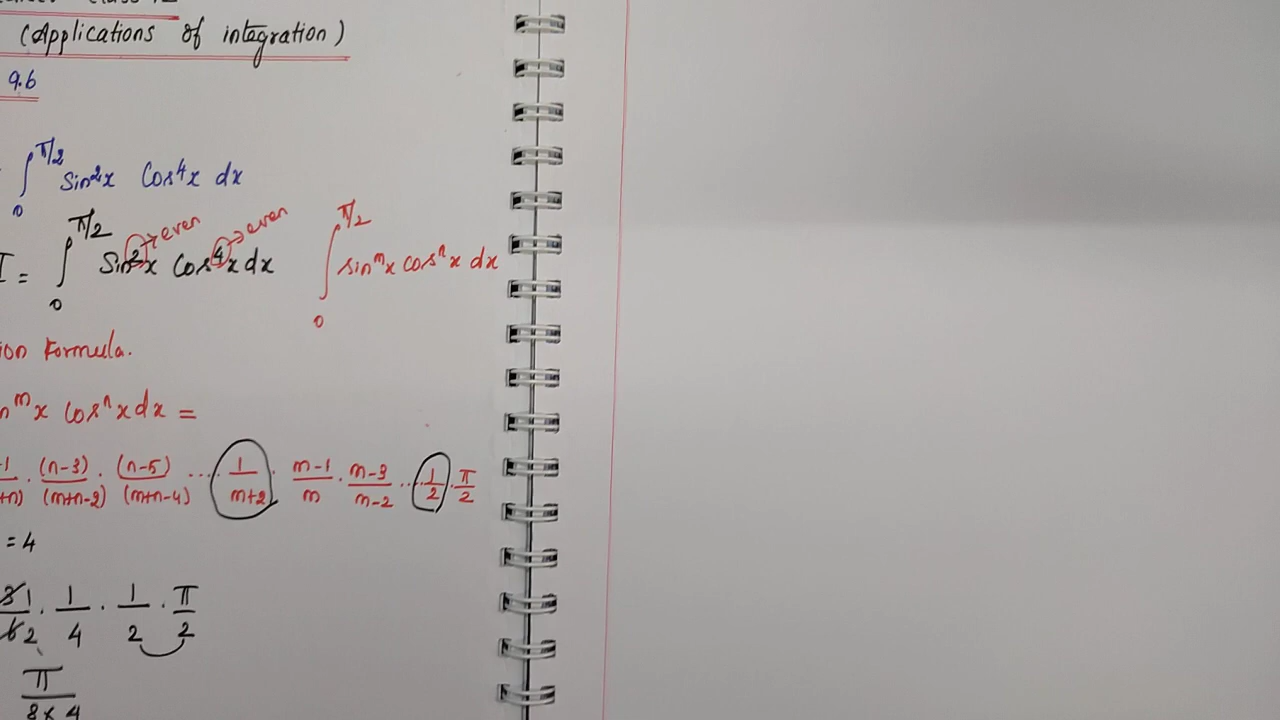 (Applications of integration)
9.6
∫₀^π/2 Sin²x Cos⁴x dx
I = ∫₀^π/2 Sin²x Cos⁴x dx → even → even ∫₀^π/2 sinᵐx cosⁿx dx
ion Formula.
nᵐx Cosⁿx dx =
(n-3)/(m+n-2) · (n-5)/(m+n-4) .... 1/(m+2) · (m-1)/m · (m-3)/(m-2) .... 1/2 · π/2
= 4
3 1/6 2 · 1/4 · 1/2 · π/2
π/(8×4)